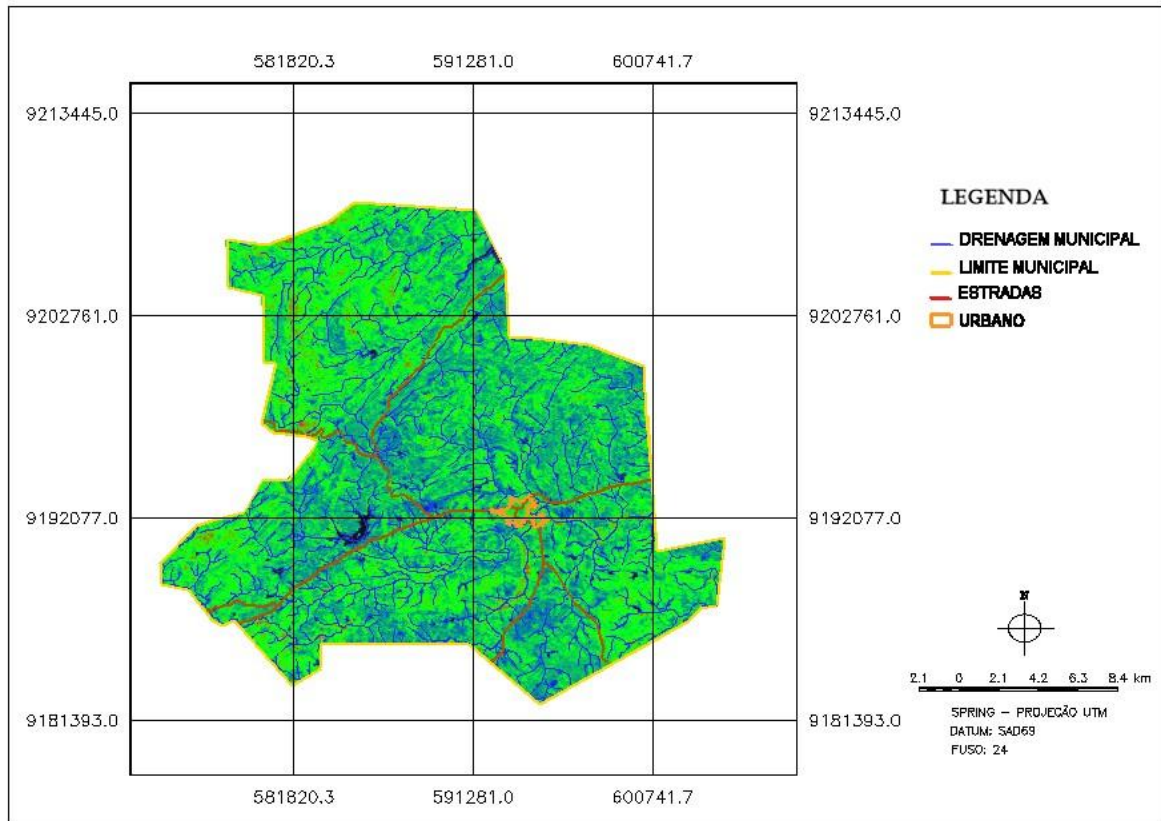 581820.3 591281.0 600741.7
9213445.0 9213445.0
LEGENDA
DRENAGEM MUNICIPAL
LIMITE MUNICIPAL
ESTRADAS
URBANO
9202761.0 9202761.0
9192077.0 9192077.0
N
2.1 0 2.1 4.2 6.3 8.4 km
SPRING - PROJEÇÃO UTM
DATUM: SAD69
FUSO: 24
9181393.0 9181393.0
581820.3 591281.0 600741.7